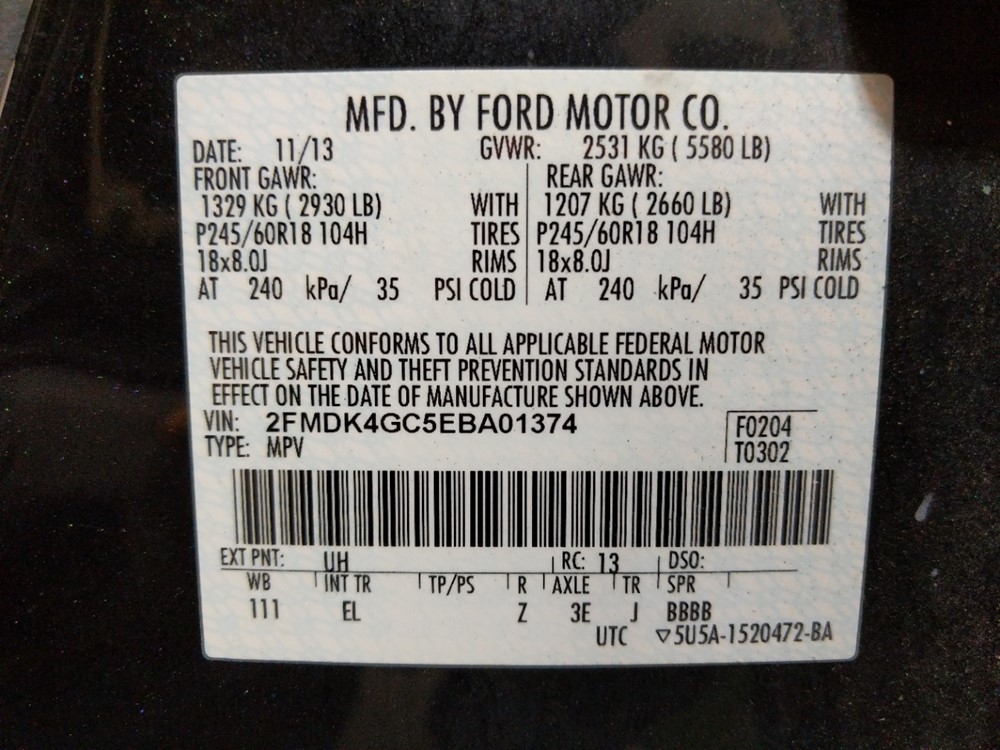 MFD. BY FORD MOTOR CO.
DATE: 11/13 GVWR: 2531 KG ( 5580 LB)
FRONT GAWR: REAR GAWR:
1329 KG ( 2930 LB) WITH 1207 KG ( 2660 LB) WITH
P245/60R18 104H TIRES P245/60R18 104H TIRES
18x8.0J RIMS 18x8.0J RIMS
AT 240 kPa/ 35 PSI COLD AT 240 kPa/ 35 PSI COLD
THIS VEHICLE CONFORMS TO ALL APPLICABLE FEDERAL MOTOR
VEHICLE SAFETY AND THEFT PREVENTION STANDARDS IN
EFFECT ON THE DATE OF MANUFACTURE SHOWN ABOVE.
VIN: 2FMDK4GC5EBA01374 F0204
TYPE: MPV T0302
EXT PNT: UH RC: 13 DSO:
WB INT TR TP/PS R AXLE TR SPR
111 EL Z 3E J BBBB
UTC ▽5U5A-1520472-BA